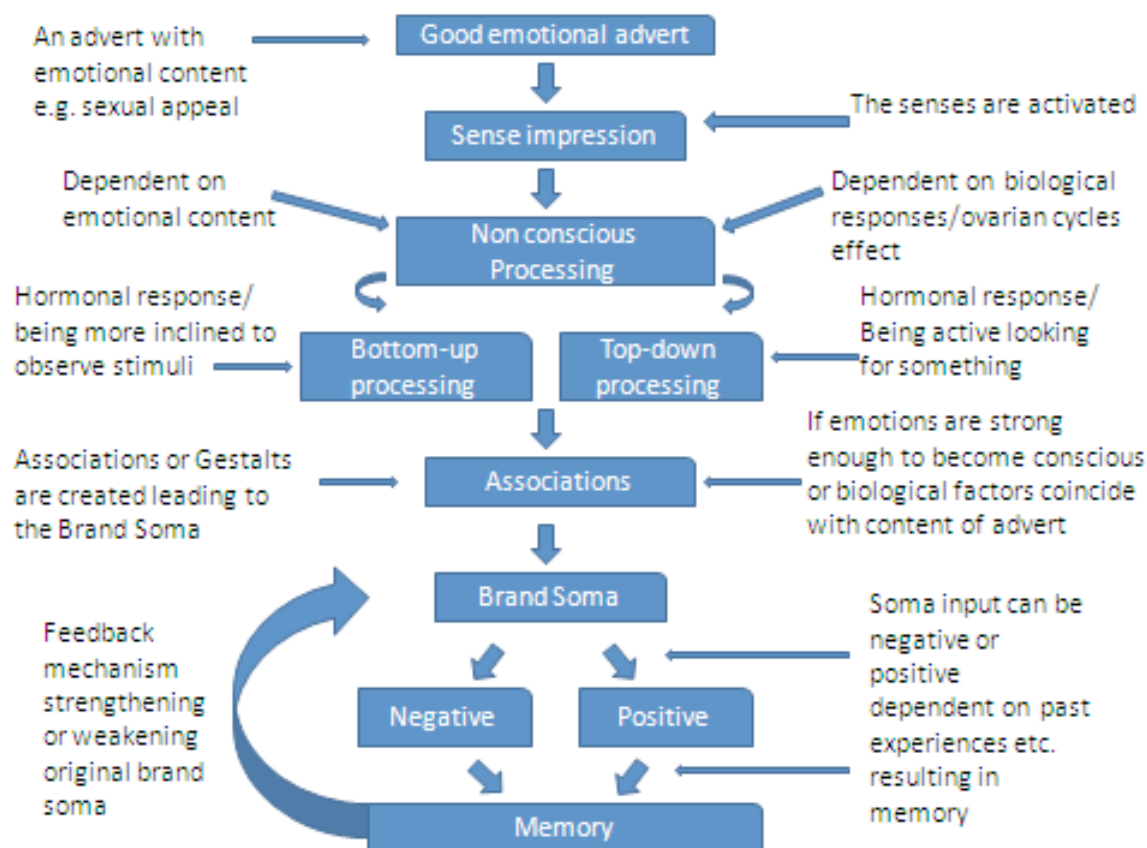 An advert with
emotional content
e.g. sexual appeal
Good emotional advert
Sense impression
The senses are activated
Dependent on
emotional content
Dependent on biological
responses/ovarian cycles
effect
Non conscious
Processing
Hormonal response/
being more inclined to
observe stimuli
Bottom-up
processing
Top-down
processing
Hormonal response/
Being active looking
for something
Associations or Gestalts
are created leading to
the Brand Soma
Associations
If emotions are strong
enough to become conscious
or biological factors coincide
with content of advert
Brand Soma
Feedback
mechanism
strengthening
or weakening
original brand
soma
Negative
Positive
Soma input can be
negative or
positive
dependent on past
experiences etc.
resulting in
memory
Memory